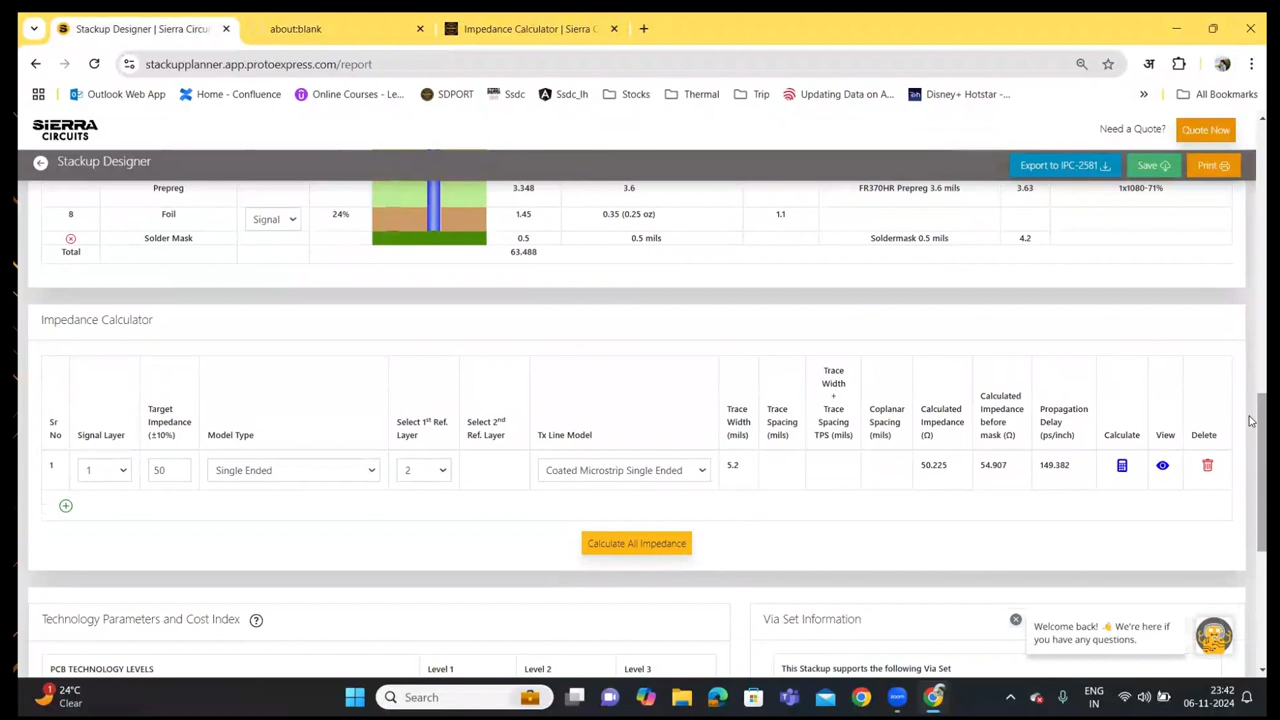 Stackup Designer | Sierra Circu
about:blank
Impedance Calculator | Sierra C
stackupplanner.app.protoexpress.com/report
अ
Outlook Web App
Home - Confluence
Online Courses - Le...
SDPORT
Ssdc
Ssdc_lh
Stocks
Thermal
Trip
Updating Data on A...
Disney+ Hotstar -...
All Bookmarks
SIERRA
CIRCUITS
Need a Quote?
Quote Now
Stackup Designer
Export to IPC-2581
Save
Print
Prepreg 3.348 3.6 FR370HR Prepreg 3.6 mils 3.63 1x1080-71%
8 Foil Signal 24% 1.45 0.35 (0.25 oz) 1.1
Solder Mask 0.5 0.5 mils Soldermask 0.5 mils 4.2
Total 63.488
Impedance Calculator
Sr
No
Signal Layer
Target
Impedance
(±10%)
Model Type
Select 1st Ref.
Layer
Select 2nd
Ref. Layer
Tx Line Model
Trace
Width
(mils)
Trace
Spacing
(mils)
Trace
Width
+
Trace
Spacing
TPS (mils)
Coplanar
Spacing
(mils)
Calculated
Impedance
(Ω)
Calculated
Impedance
before
mask (Ω)
Propagation
Delay
(ps/inch)
Calculate
View
Delete
1 1 50 Single Ended 2 Coated Microstrip Single Ended 5.2 50.225 54.907 149.382
Calculate All Impedance
Technology Parameters and Cost Index ?
Via Set Information
Welcome back! We're here if
you have any questions.
PCB TECHNOLOGY LEVELS Level 1 Level 2 Level 3
This Stackup supports the following Via Set
1
24°C
Clear
Search
zoom
ENG
IN
23:42
06-11-2024